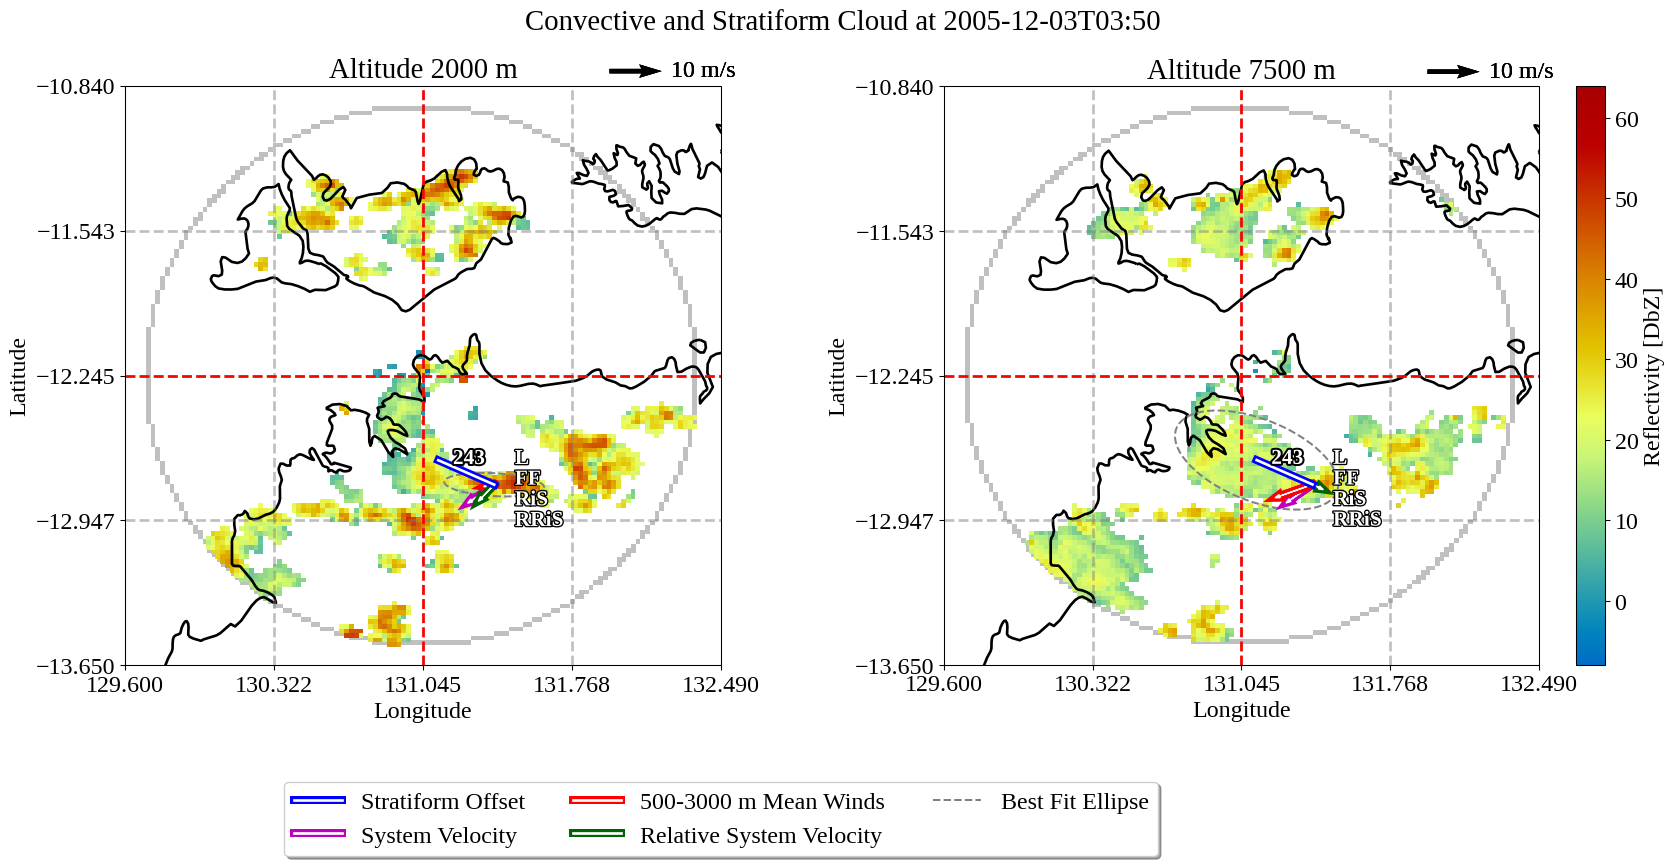 Convective and Stratiform Cloud at 2005-12-03T03:50
Altitude 2000 m
10 m/s
Altitude 7500 m
10 m/s
−10.840
−11.543
−12.245
−12.947
−13.650
129.600
130.322
131.045
131.768
132.490
Latitude
Longitude
243
L
FF
RiS
RRiS
−10.840
−11.543
−12.245
−12.947
−13.650
129.600
130.322
131.045
131.768
132.490
Latitude
Longitude
243
L
FF
RiS
RRiS
60
50
40
30
20
10
0
Reflectivity [DbZ]
Stratiform Offset
500-3000 m Mean Winds
Best Fit Ellipse
System Velocity
Relative System Velocity